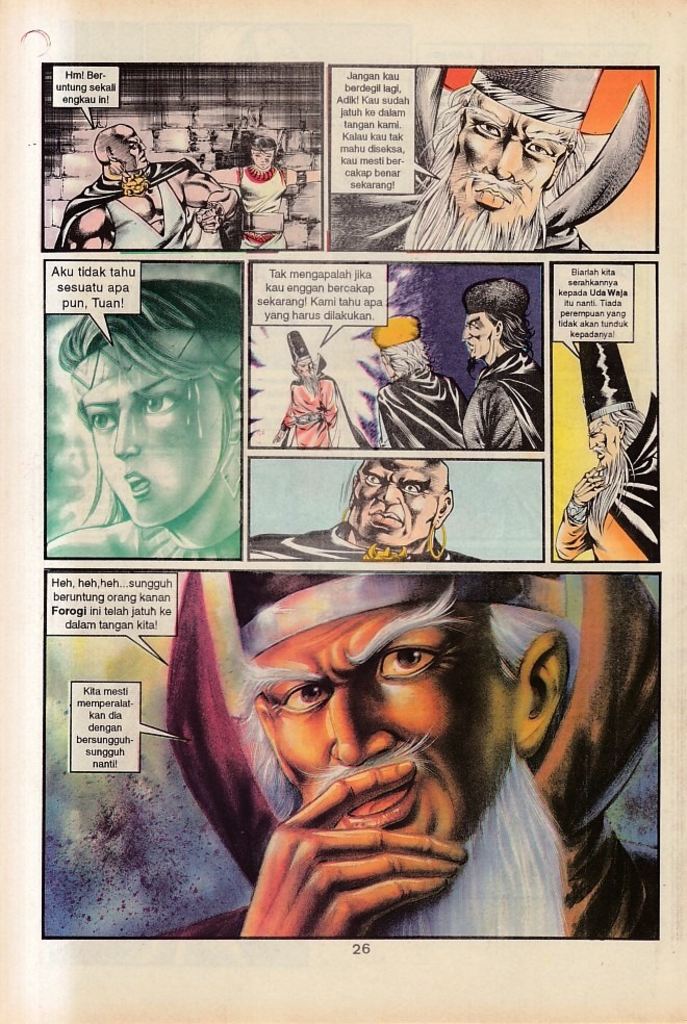 Hm! Ber-
untung sekali
engkau in!
Jangan kau
berdegil lagi,
Adik! Kau sudah
jatuh ke dalam
tangan kami.
Kalau kau tak
mahu diseksa,
kau mesti ber-
cakap benar
sekarang!
Aku tidak tahu
sesuatu apa
pun, Tuan!
Tak mengapalah jika
kau enggan bercakap
sekarang! Kami tahu apa
yang harus dilakukan.
Biarlah kita
serahkannya
kepada Uda Waja
itu nanti. Tiada
perempuan yang
tidak akan tunduk
kepadanya!
Heh, heh,heh...sungguh
beruntung orang kanan
Forogi ini telah jatuh ke
dalam tangan kita!
Kita mesti
memperalat-
kan dia
dengan
bersungguh-
sungguh
nanti!
26